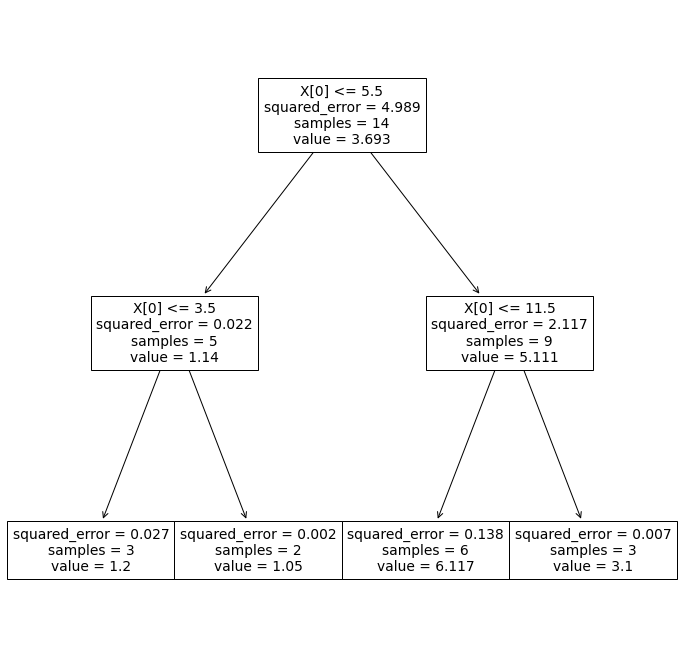 X[0] <= 5.5
squared_error = 4.989
samples = 14
value = 3.693
X[0] <= 3.5
squared_error = 0.022
samples = 5
value = 1.14
X[0] <= 11.5
squared_error = 2.117
samples = 9
value = 5.111
squared_error = 0.027
samples = 3
value = 1.2
squared_error = 0.002
samples = 2
value = 1.05
squared_error = 0.138
samples = 6
value = 6.117
squared_error = 0.007
samples = 3
value = 3.1